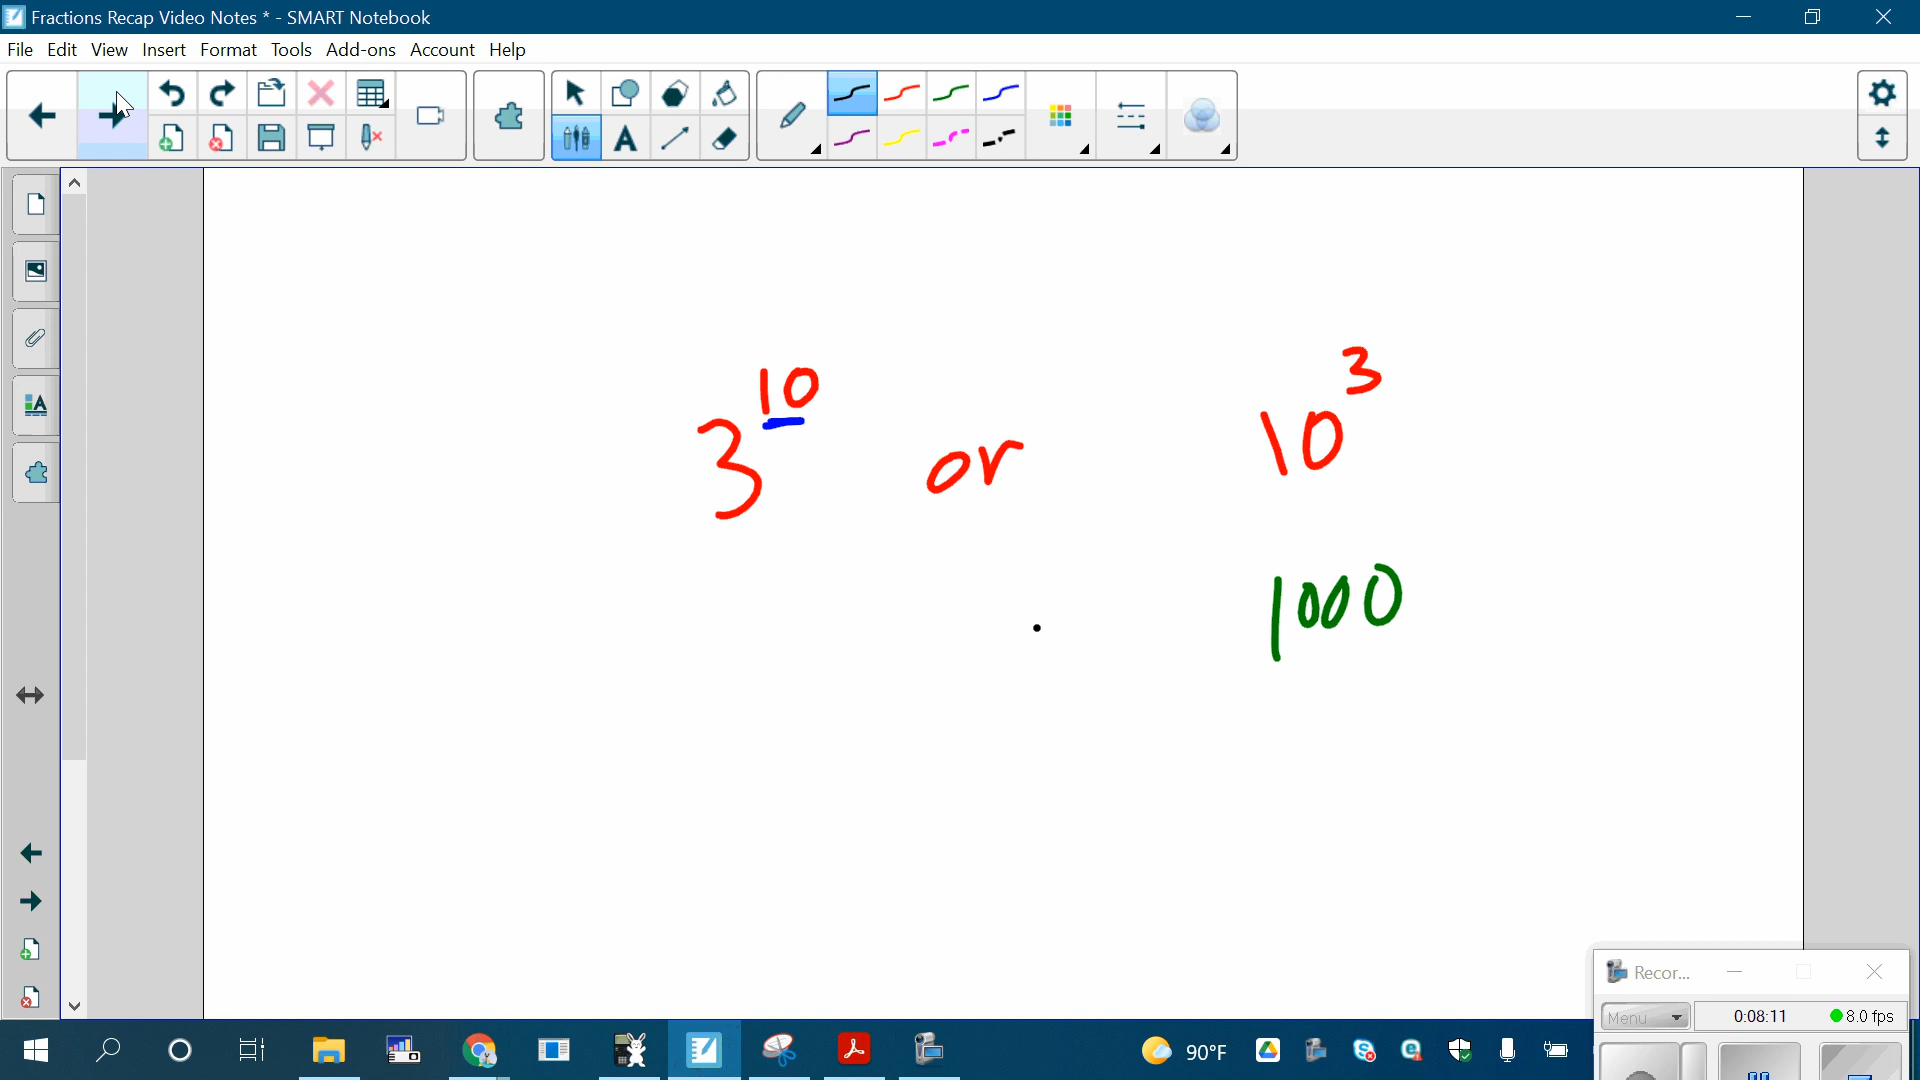 Fractions Recap Video Notes * - SMART Notebook
File Edit View Insert Format Tools Add-ons Account Help
3^10 or 10^3
1000
Recor...
Menu 0:08:11 8.0 fps
90°F